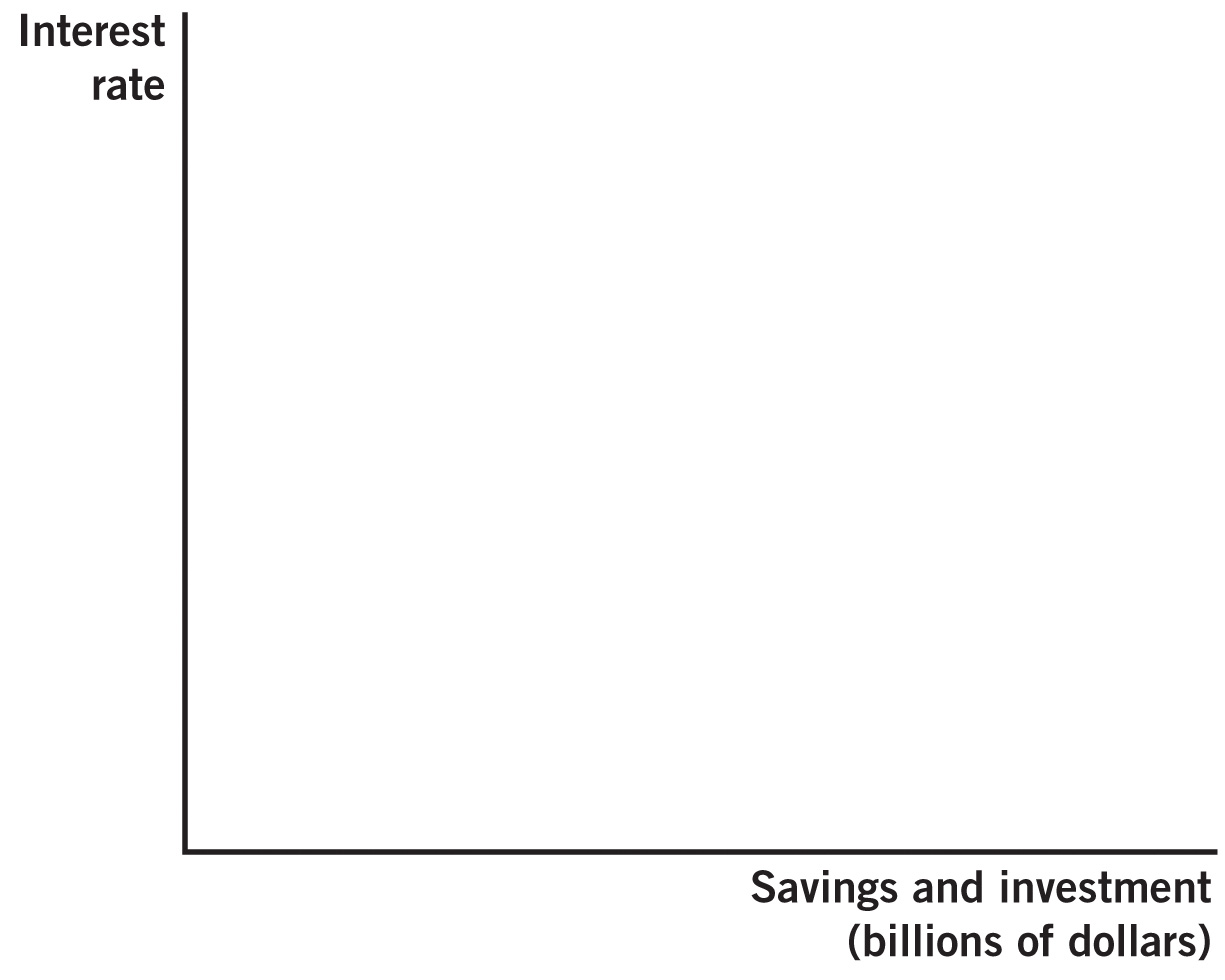 Interest
rate
Savings and investment
(billions of dollars)